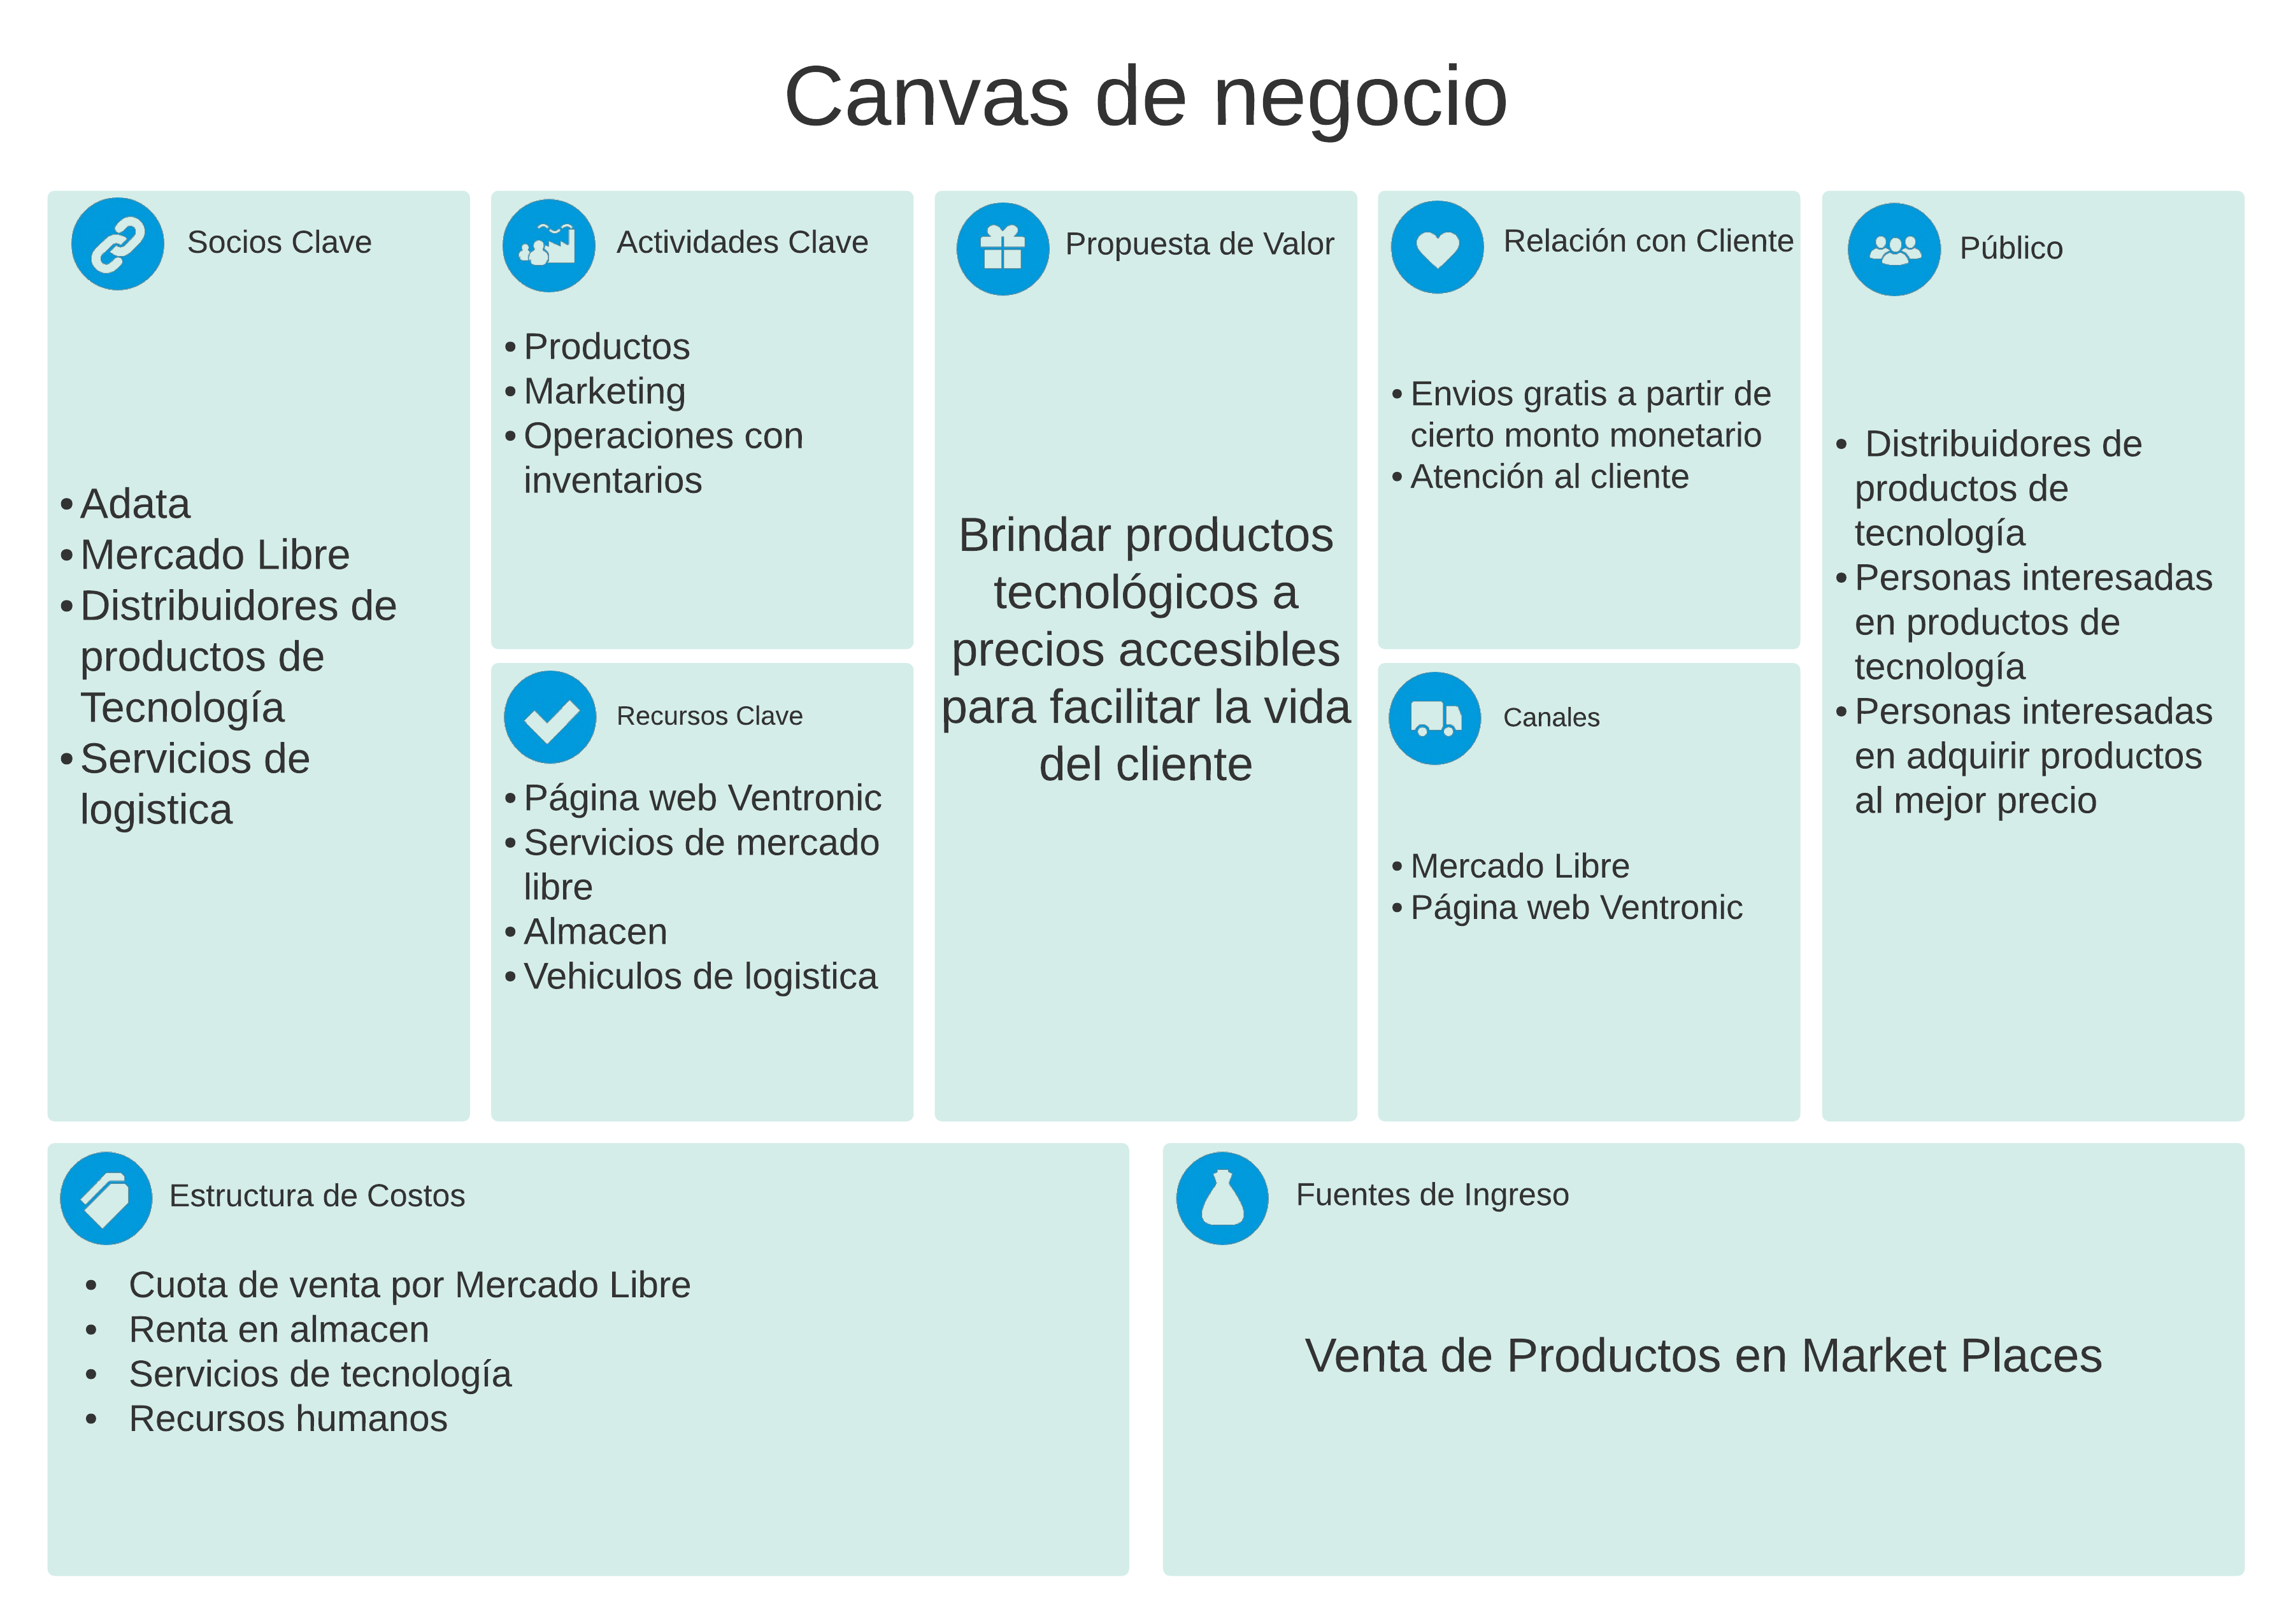 Canvas de negocio
Socios Clave
• Adata
• Mercado Libre
• Distribuidores de
productos de
Tecnología
• Servicios de
logistica
Actividades Clave
• Productos
• Marketing
• Operaciones con
inventarios
Recursos Clave
• Página web Ventronic
• Servicios de mercado
libre
• Almacen
• Vehiculos de logistica
Propuesta de Valor
Brindar productos
tecnológicos a
precios accesibles
para facilitar la vida
del cliente
Relación con Cliente
• Envios gratis a partir de
cierto monto monetario
• Atención al cliente
Canales
• Mercado Libre
• Página web Ventronic
Público
• Distribuidores de
productos de
tecnología
• Personas interesadas
en productos de
tecnología
• Personas interesadas
en adquirir productos
al mejor precio
Estructura de Costos
• Cuota de venta por Mercado Libre
• Renta en almacen
• Servicios de tecnología
• Recursos humanos
Fuentes de Ingreso
Venta de Productos en Market Places